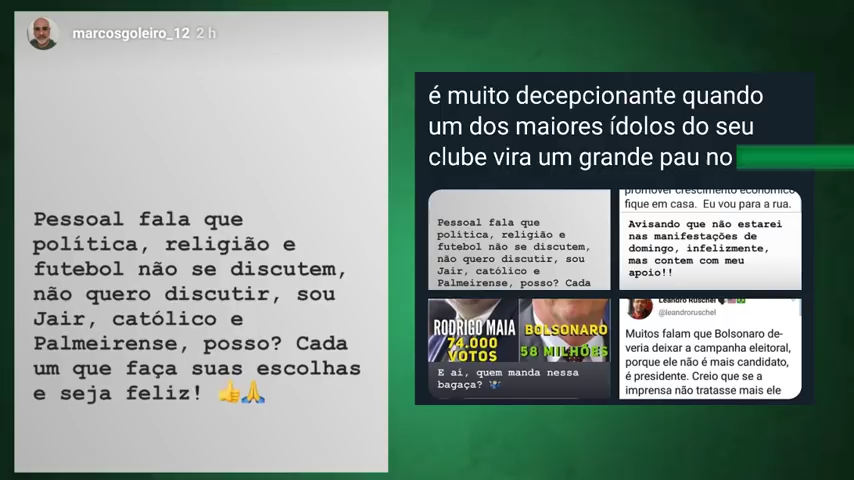 marcosgoleiro_12 2 h
Pessoal fala que
política, religião e
futebol não se discutem,
não quero discutir, sou
Jair, católico e
Palmeirense, posso? Cada
um que faça suas escolhas
e seja feliz! 👍🙏
é muito decepcionante quando
um dos maiores ídolos do seu
clube vira um grande pau no
Pessoal fala que
política, religião e
futebol não se discutem,
não quero discutir, sou
Jair, católico e
Palmeirense, posso? Cada
promover crescimento econômico
fique em casa. Eu vou para a rua.
Avisando que não estarei
nas manifestações de
domingo, infelizmente,
mas contem com meu
apoio!!
RODRIGO MAIA
74.000
VOTOS
BOLSONARO
58 MILHÕES
E aí, quem manda nessa
bagaça?
Leandro Ruschel
@leandroruschel
Muitos falam que Bolsonaro de-
veria deixar a campanha eleitoral,
porque ele não é mais candidato,
é presidente. Creio que se a
imprensa não tratasse mais ele